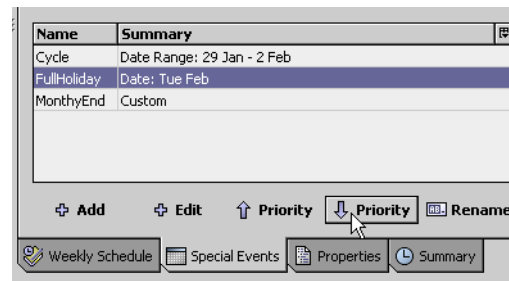 Name Summary
Cycle Date Range: 29 Jan - 2 Feb
FullHoliday Date: Tue Feb
MonthyEnd Custom
Add Edit Priority Priority Rename
Weekly Schedule Special Events Properties Summary